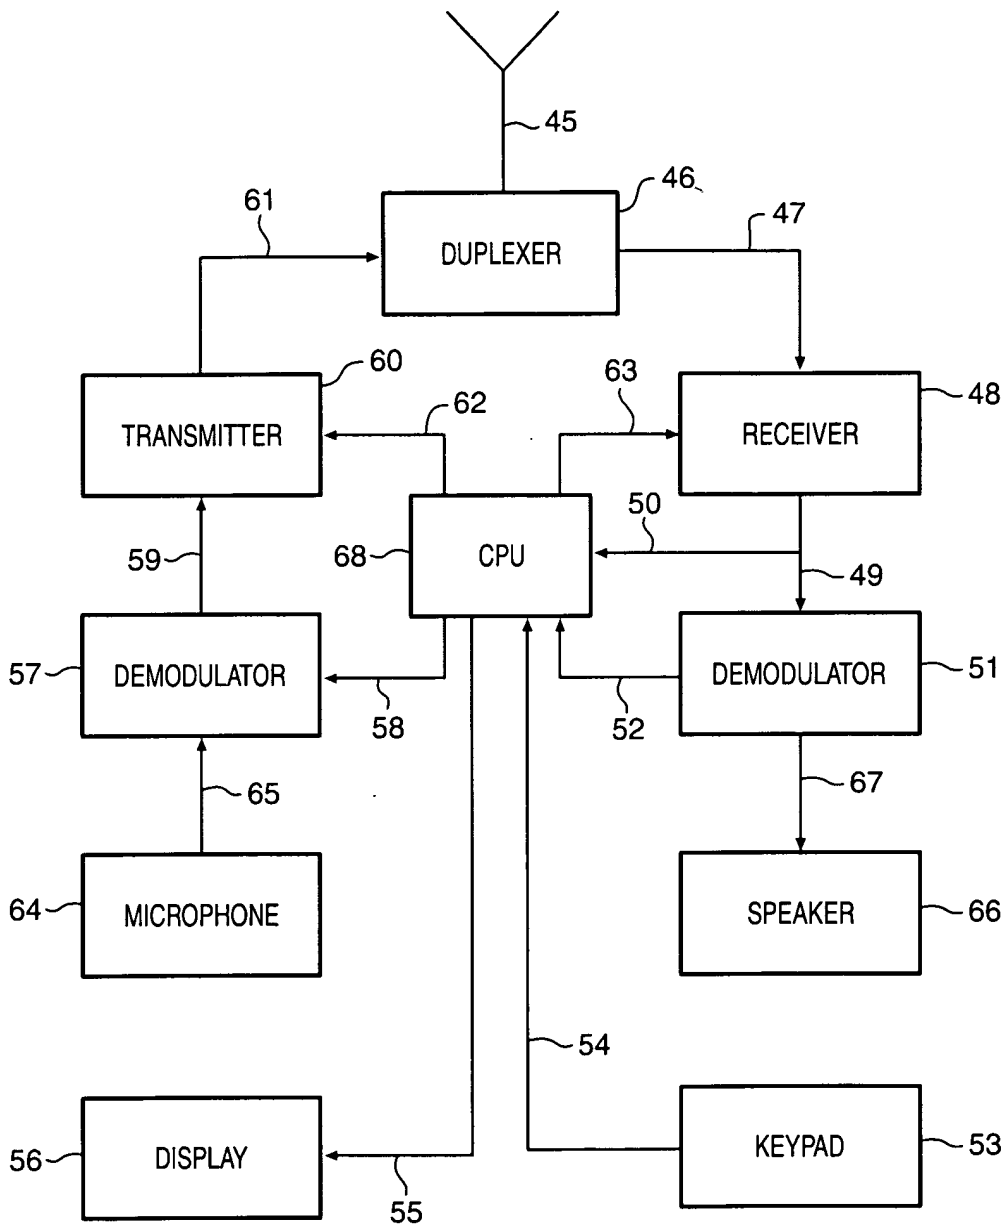 45
46
61
47
DUPLEXER
60
62
63
48
TRANSMITTER
RECEIVER
50
59
68
CPU
49
57
DEMODULATOR
58
52
DEMODULATOR
51
65
67
64
MICROPHONE
SPEAKER
66
54
56
DISPLAY
55
KEYPAD
53